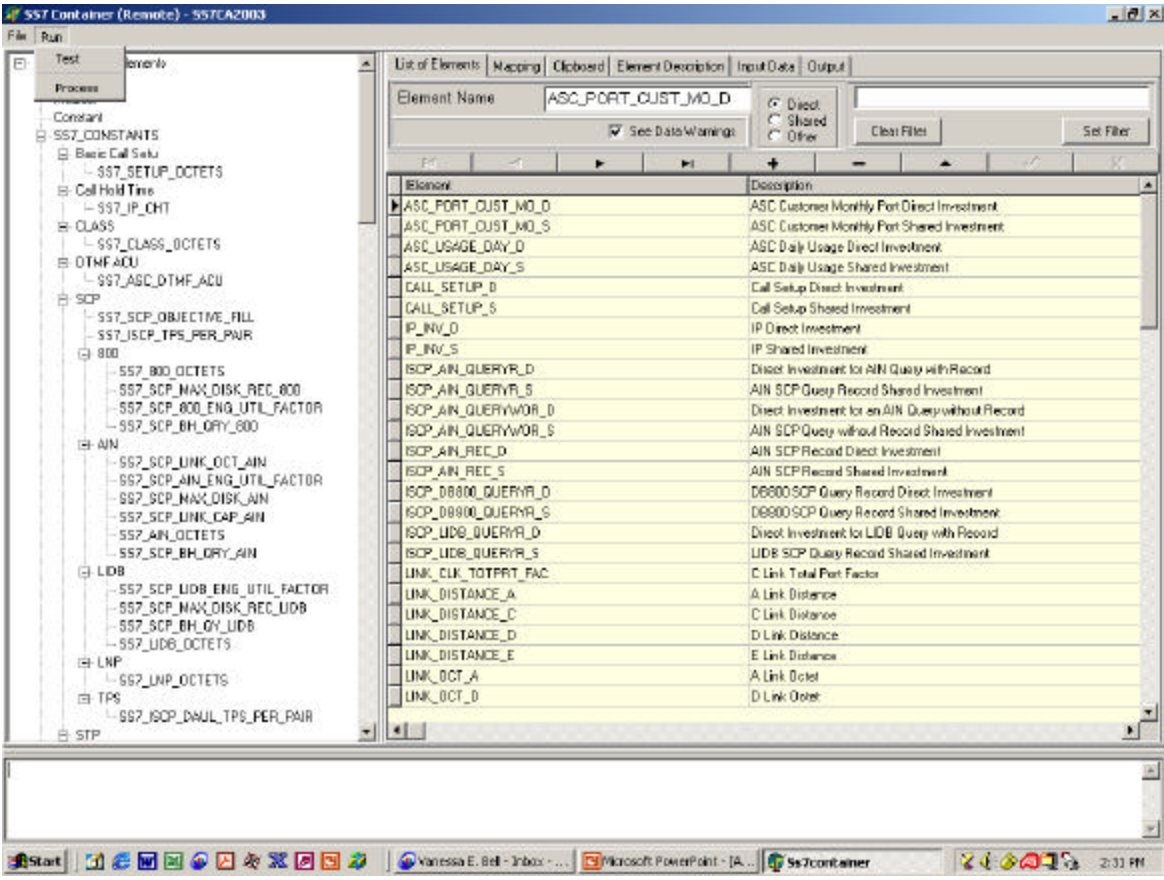 SS7 Container (Remote) - SS7CA2003
File Run
Test
Process
Constant
SS7_CONSTANTS
Basic Call Setu
SS7_SETUP_OCTETS
Call Hold Time
SS7_IP_CHT
CLASS
SS7_CLASS_OCTETS
DTMF ACU
SS7_ASC_DTMF_ACU
SCP
SS7_SCP_OBJECTIVE_FILL
SS7_ISCP_TPS_PER_PAIR
800
SS7_800_OCTETS
SS7_SCP_MAX_DISK_REC_800
SS7_SCP_800_ENG_UTIL_FACTOR
SS7_SCP_BH_QRY_800
AIN
SS7_SCP_LINK_OCT_AIN
SS7_SCP_AIN_ENG_UTIL_FACTOR
SS7_SCP_MAX_DISK_AIN
SS7_SCP_LINK_CAP_AIN
SS7_AIN_OCTETS
SS7_SCP_BH_QRY_AIN
LIDB
SS7_SCP_LIDB_ENG_UTIL_FACTOR
SS7_SCP_MAX_DISK_REC_LIDB
SS7_SCP_BH_QY_LIDB
SS7_LIDB_OCTETS
LNP
SS7_LNP_OCTETS
TPS
SS7_ISCP_DAUL_TPS_PER_PAIR
STP
List of Elements Mapping Clipboard Element Description Input Data Output
Element Name ASC_PORT_CUST_MO_D
Direct
Shared
Other
See Data Warnings
Clear Filter Set Filter
Element Description
ASC_PORT_CUST_MO_D ASC Customer Monthly Port Direct Investment
ASC_PORT_CUST_MO_S ASC Customer Monthly Port Shared Investment
ASC_USAGE_DAY_D ASC Daily Usage Direct Investment
ASC_USAGE_DAY_S ASC Daily Usage Shared Investment
CALL_SETUP_D Call Setup Direct Investment
CALL_SETUP_S Call Setup Shared Investment
IP_INV_D IP Direct Investment
IP_INV_S IP Shared Investment
ISCP_AIN_QUERYR_D Direct Investment for AIN Query with Record
ISCP_AIN_QUERYR_S AIN SCP Query Record Shared Investment
ISCP_AIN_QUERYWOR_D Direct Investment for an AIN Query without Record
ISCP_AIN_QUERYWOR_S AIN SCP Query without Record Shared Investment
ISCP_AIN_REC_D AIN SCP Record Direct Investment
ISCP_AIN_REC_S AIN SCP Record Shared Investment
ISCP_DB800_QUERYR_D DB800 SCP Query Record Direct Investment
ISCP_DB800_QUERYR_S DB800 SCP Query Record Shared Investment
ISCP_LIDB_QUERYR_D Direct Investment for LIDB Query with Record
ISCP_LIDB_QUERYR_S LIDB SCP Query Record Shared Investment
LINK_CLK_TOTPRT_FAC C Link Total Port Factor
LINK_DISTANCE_A A Link Distance
LINK_DISTANCE_C C Link Distance
LINK_DISTANCE_D D Link Distance
LINK_DISTANCE_E E Link Distance
LINK_OCT_A A Link Octet
LINK_OCT_D D Link Octet
Start Vanessa E. Bell - Inbox - ... Microsoft PowerPoint - [A... Ss7container 2:31 PM